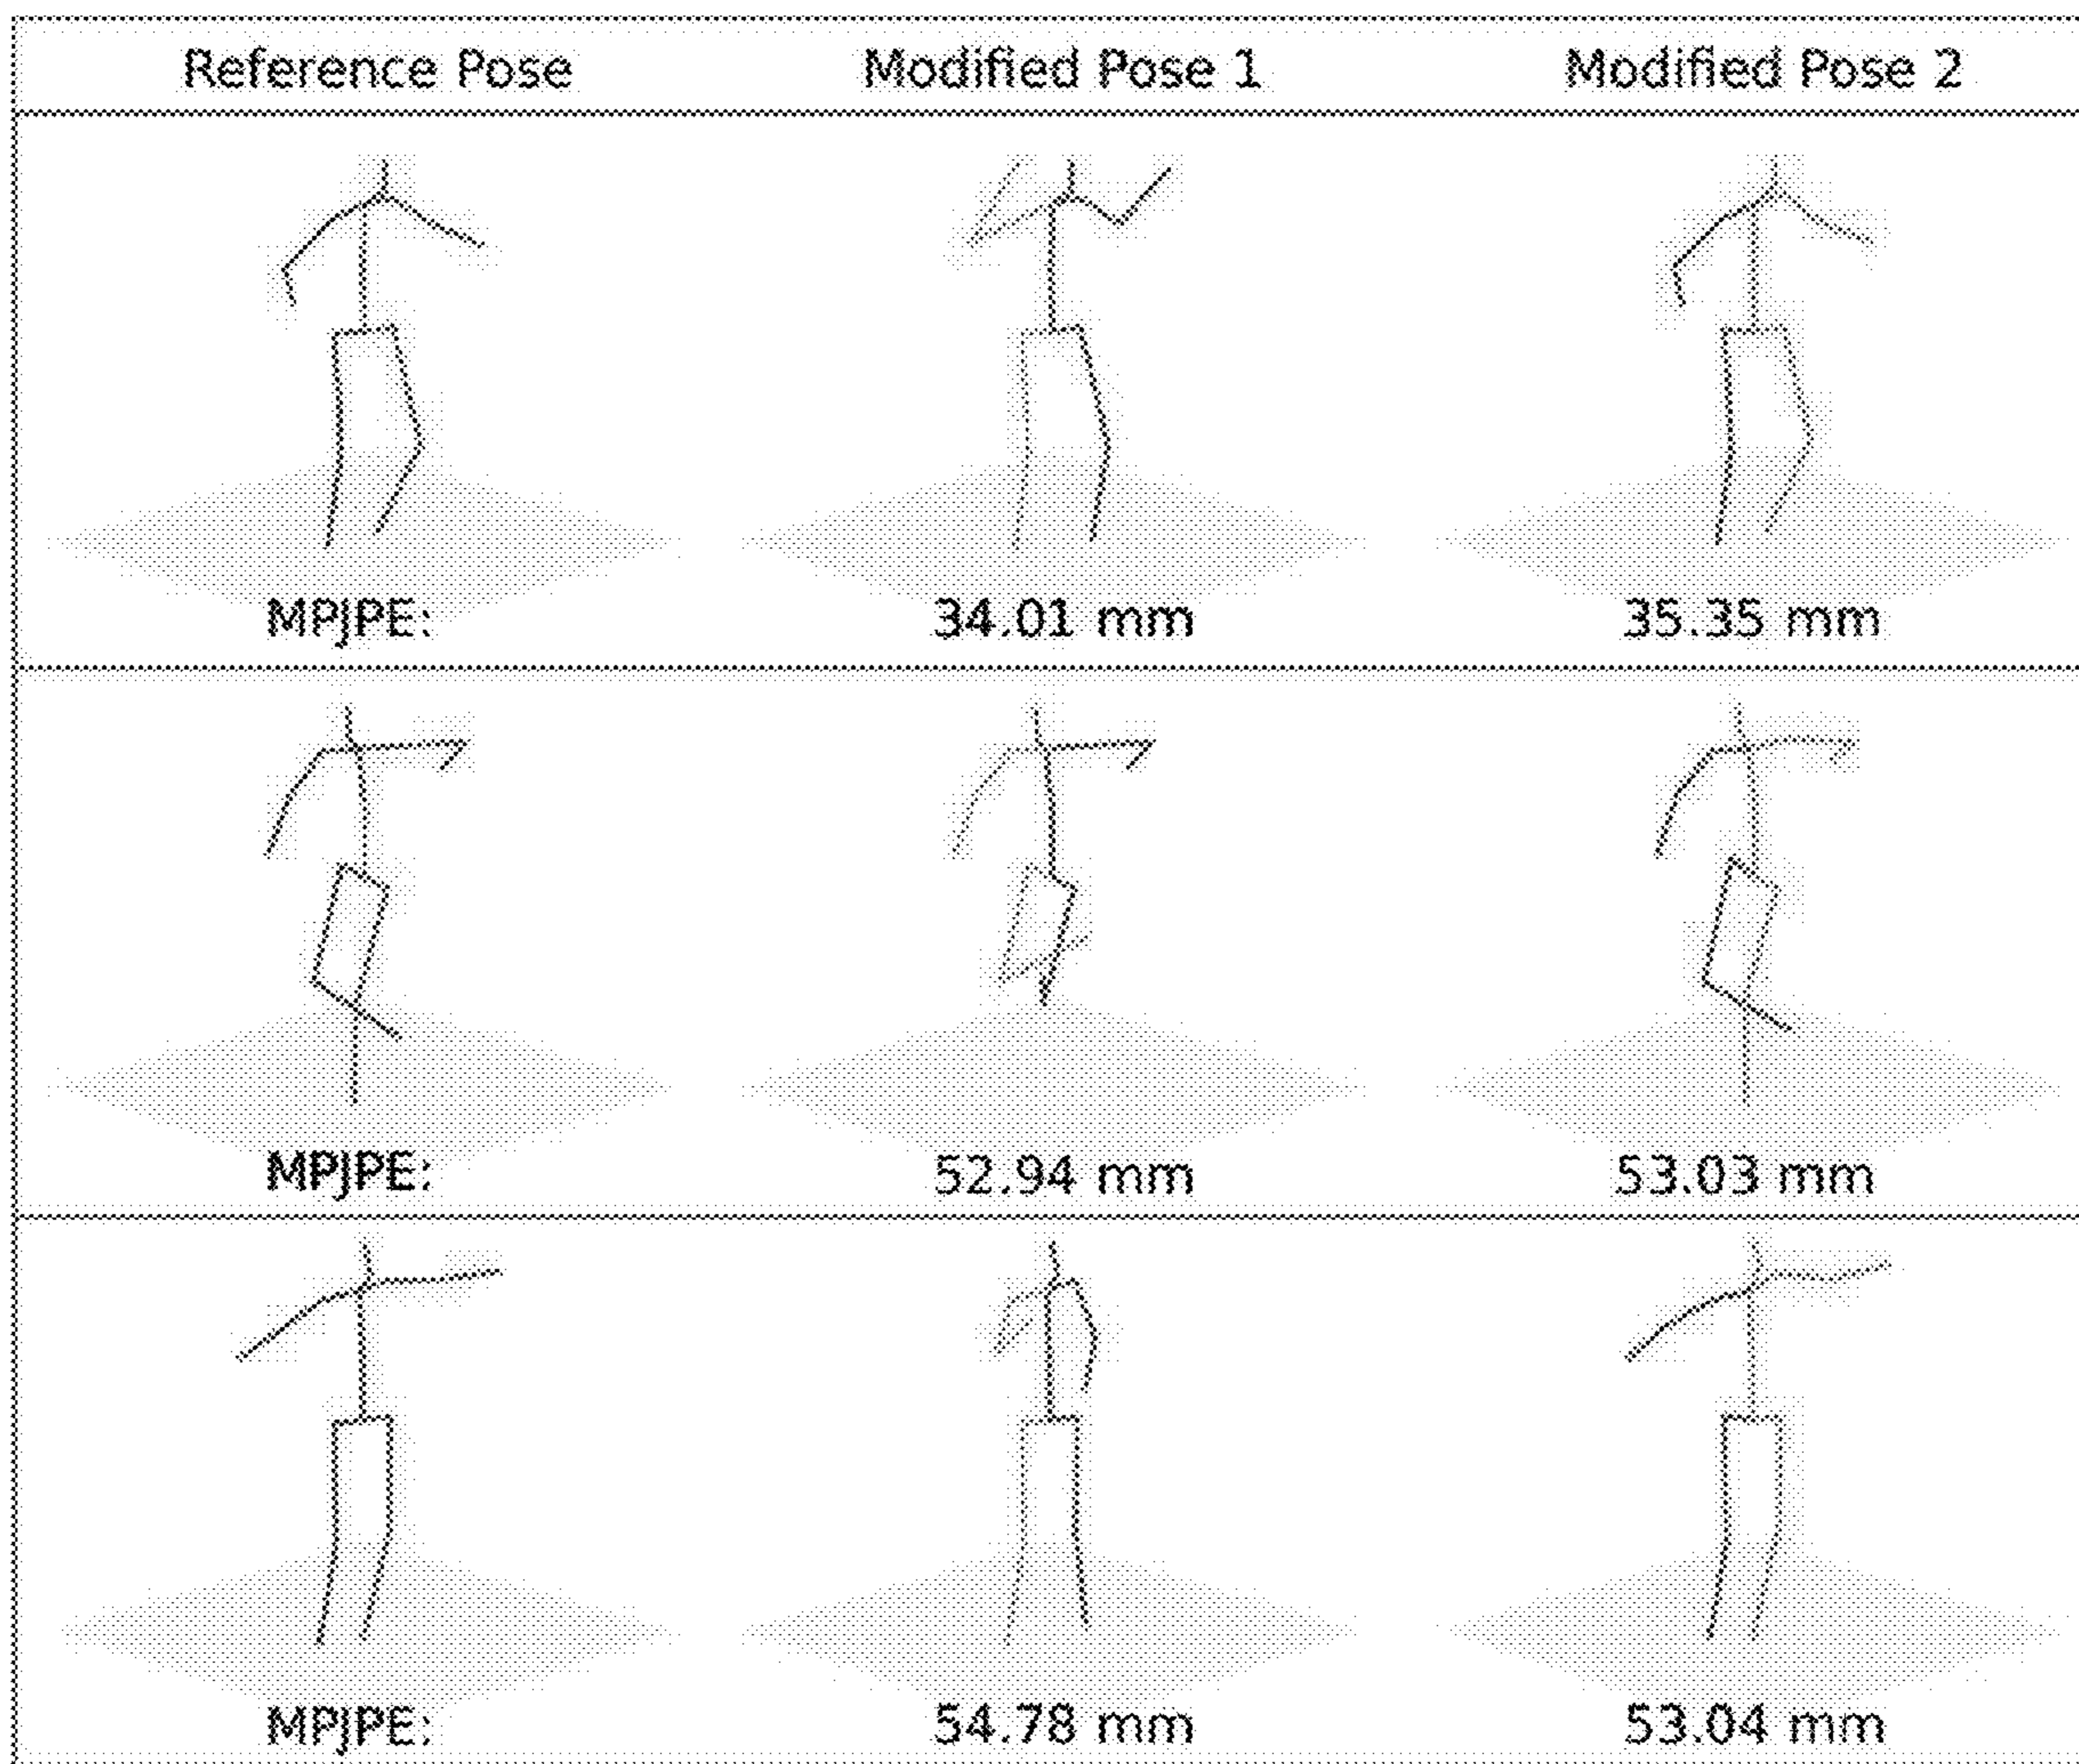 Reference Pose Modified Pose 1 Modified Pose 2
MPJPE: 34.01 mm 35.35 mm
MPJPE: 52.94 mm 53.03 mm
MPJPE: 54.78 mm 53.04 mm